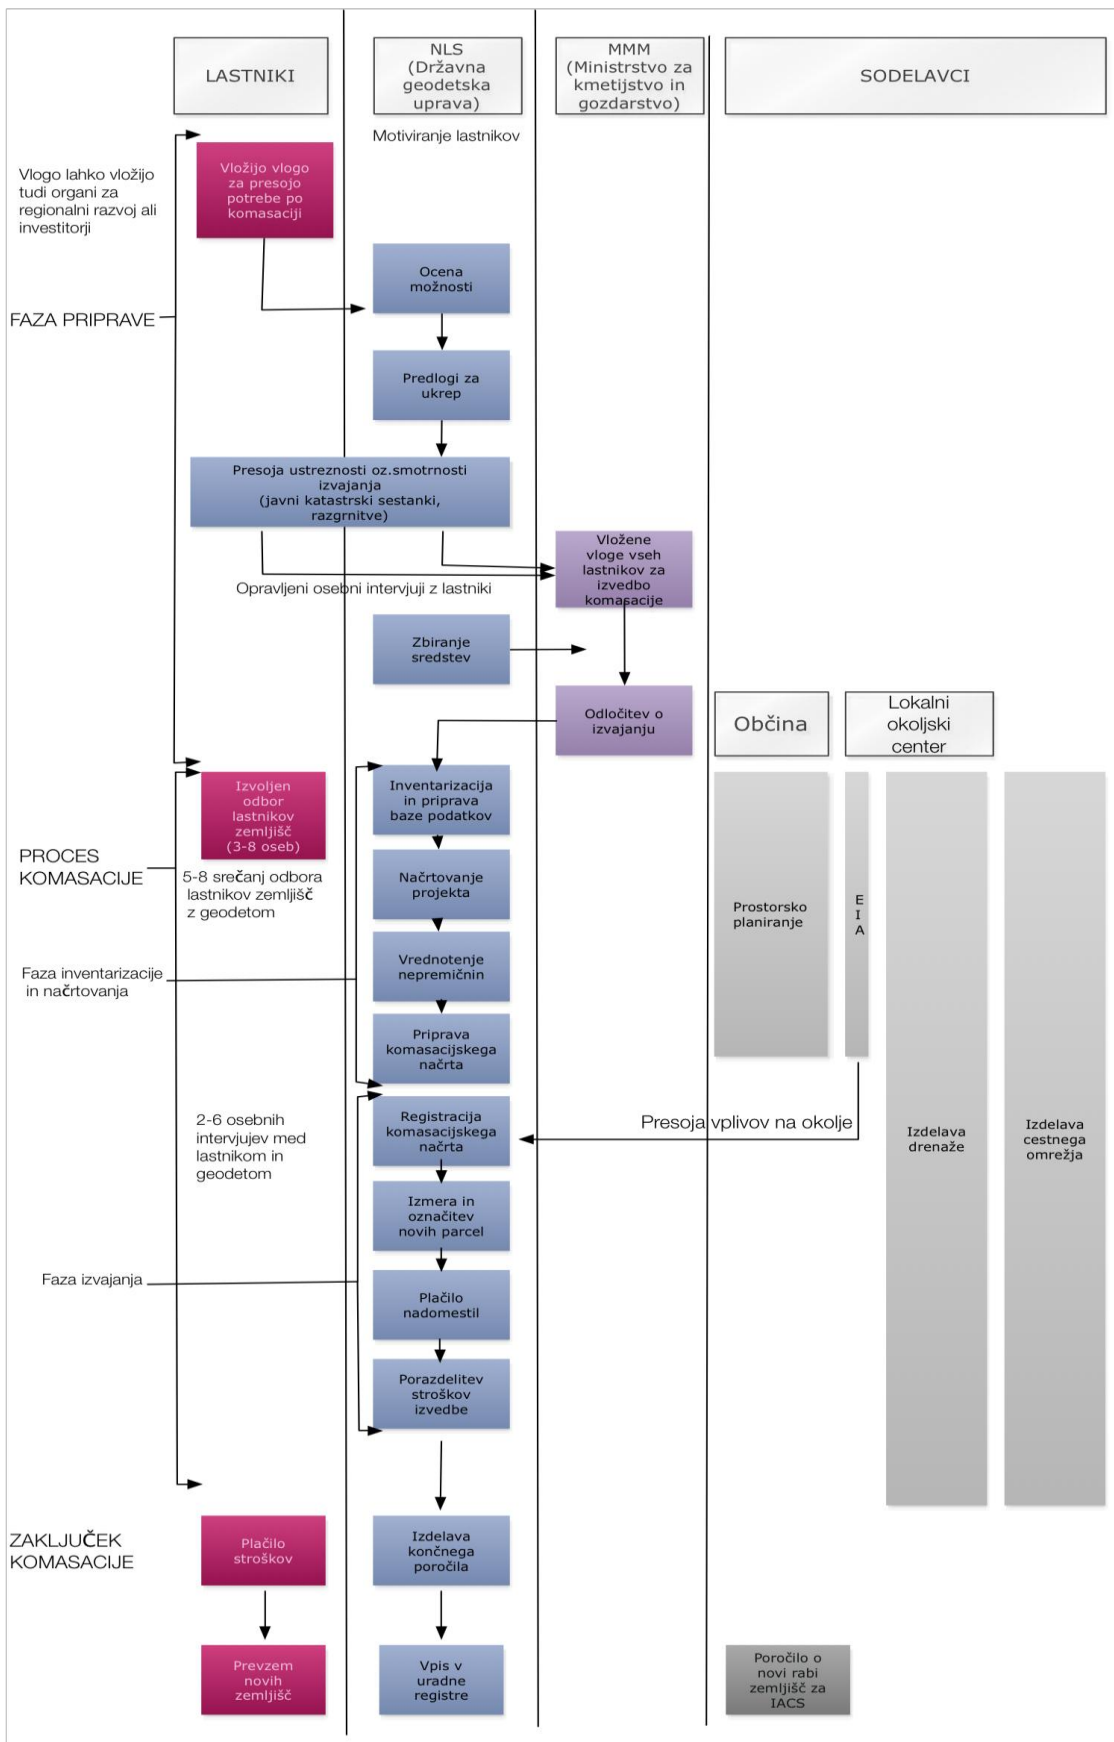 LASTNIKI
NLS
(Državna
geodetska
uprava)
MMM
(Ministrstvo za
kmetijstvo in
gozdarstvo)
SODELAVCI
Motiviranje lastnikov
Vlogo lahko vložijo
tudi organi za
regionalni razvoj ali
investitorji
Vložijo vlogo
za presojo
potrebe po
komasaciji
Ocena
možnosti
FAZA PRIPRAVE
Predlogi za
ukrep
Presoja ustreznosti oz.smotrnosti
izvajanja
(javni katastrski sestanki,
razgrnitve)
Vložene
vloge vseh
lastnikov za
izvedbo
komasacije
Opravljeni osebni intervjuji z lastniki
Zbiranje
sredstev
Odločitev o
izvajanju
Občina
Lokalni
okoljski
center
Izvoljen
odbor
lastnikov
zemljišč
(3-8 oseb)
Inventarizacija
in priprava
baze podatkov
PROCES
KOMASACIJE
5-8 srečanj odbora
lastnikov zemljišč
z geodetom
Načrtovanje
projekta
Prostorsko
planiranje
E
I
A
Vrednotenje
nepremičnin
Faza inventarizacije
in načrtovanja
Priprava
komasacijskega
načrta
2-6 osebnih
intervjujev med
lastnikom in
geodetom
Registracija
komasacijskega
načrta
Presoja vplivov na okolje
Izdelava
drenaže
Izdelava
cestnega
omrežja
Izmera in
označitev
novih parcel
Faza izvajanja
Plačilo
nadomestil
Porazdelitev
stroškov
izvedbe
ZAKLJUČEK
KOMASACIJE
Plačilo
stroškov
Izdelava
končnega
poročila
Prevzem
novih
zemljišč
Vpis v
uradne
registre
Poročilo o
novi rabi
zemljišč za
IACS